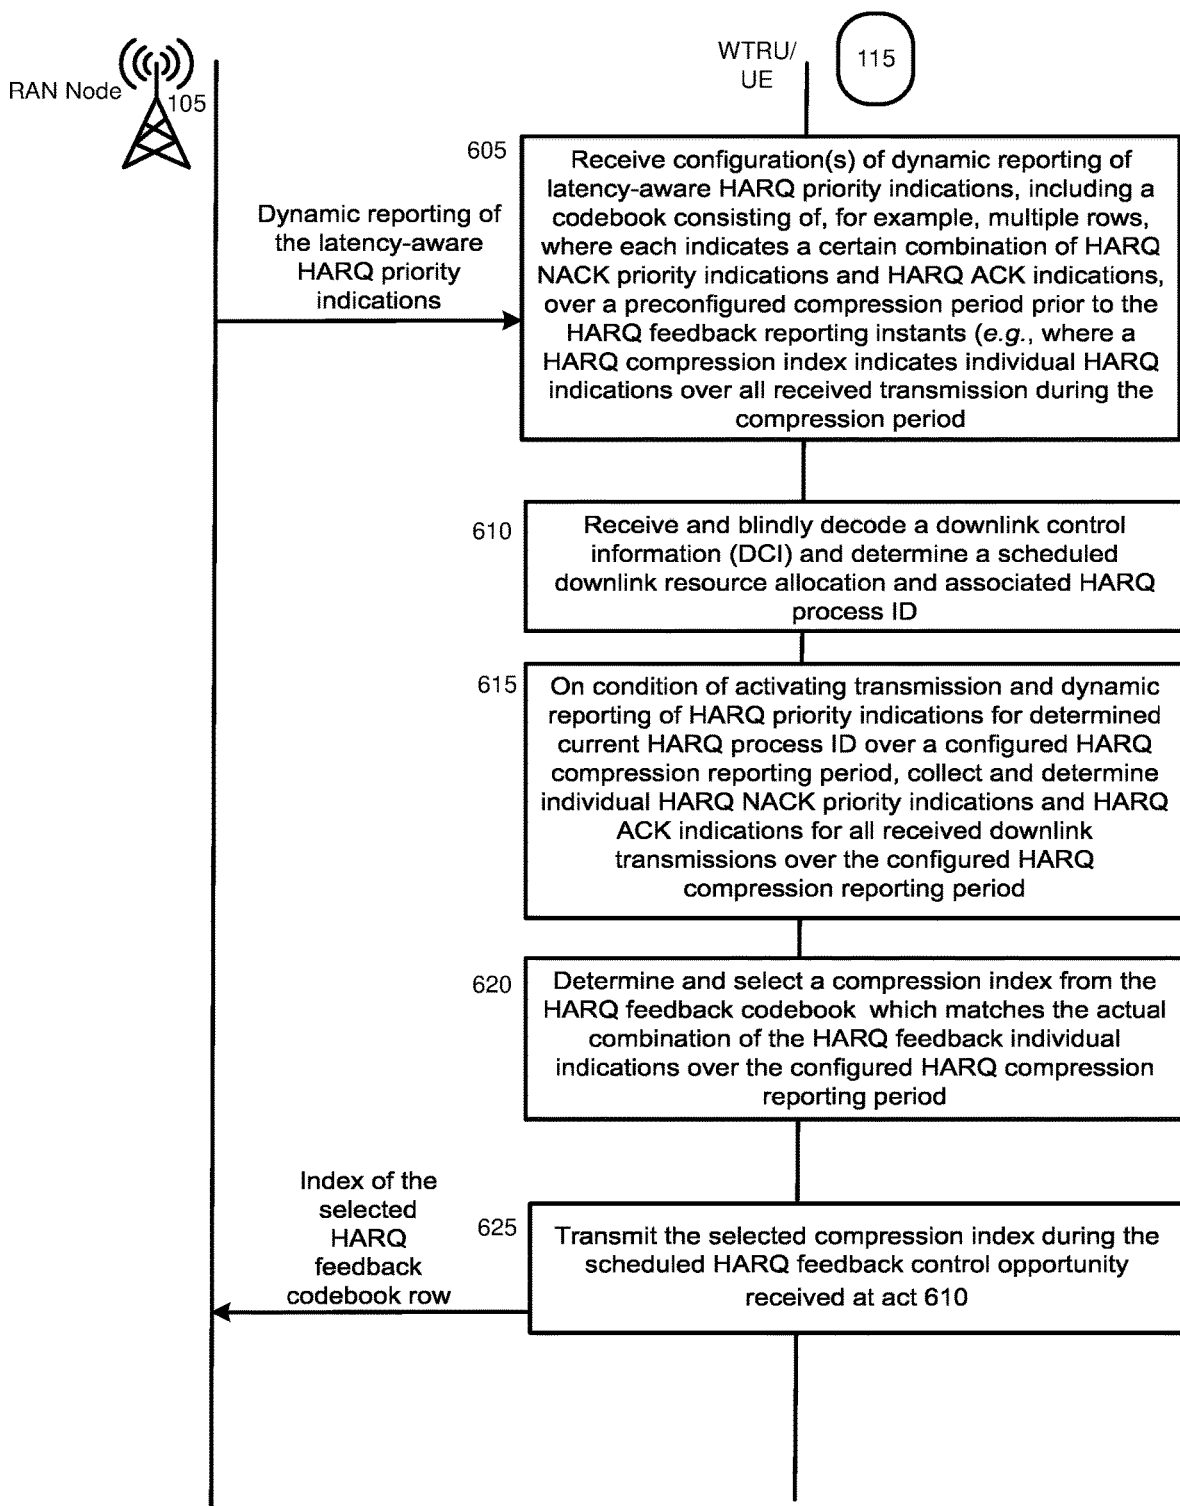 RAN Node
105
WTRU/
UE
115
605
Receive configuration(s) of dynamic reporting of
latency-aware HARQ priority indications, including a
codebook consisting of, for example, multiple rows,
where each indicates a certain combination of HARQ
NACK priority indications and HARQ ACK indications,
over a preconfigured compression period prior to the
HARQ feedback reporting instants (e.g., where a
HARQ compression index indicates individual HARQ
indications over all received transmission during the
compression period
Dynamic reporting of
the latency-aware
HARQ priority
indications
610
Receive and blindly decode a downlink control
information (DCI) and determine a scheduled
downlink resource allocation and associated HARQ
process ID
615
On condition of activating transmission and dynamic
reporting of HARQ priority indications for determined
current HARQ process ID over a configured HARQ
compression reporting period, collect and determine
individual HARQ NACK priority indications and HARQ
ACK indications for all received downlink
transmissions over the configured HARQ
compression reporting period
620
Determine and select a compression index from the
HARQ feedback codebook which matches the actual
combination of the HARQ feedback individual
indications over the configured HARQ compression
reporting period
Index of the
selected
HARQ
feedback
codebook row
625
Transmit the selected compression index during the
scheduled HARQ feedback control opportunity
received at act 610